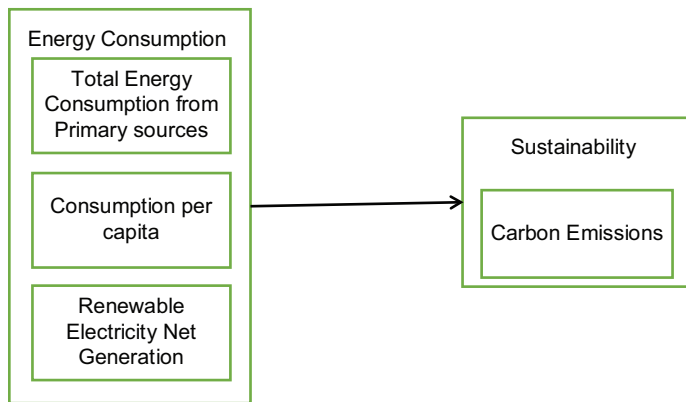 Energy Consumption
Total Energy
Consumption from
Primary sources
Consumption per
capita
Renewable
Electricity Net
Generation
Sustainability
Carbon Emissions